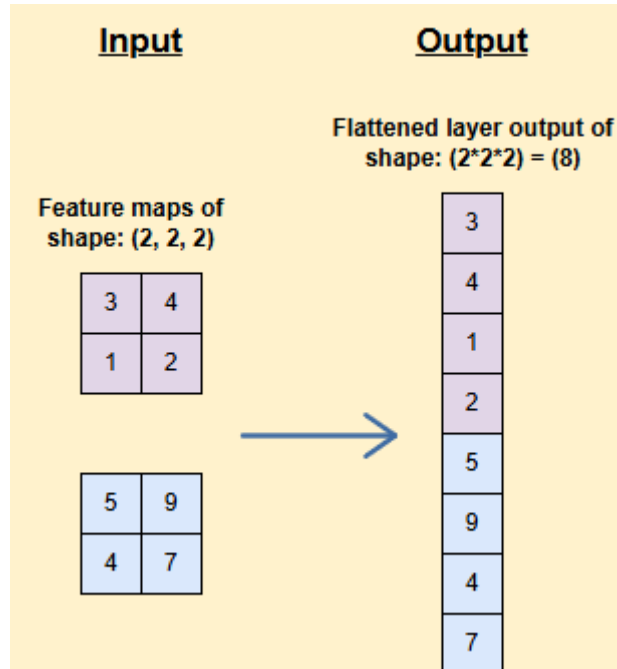 Input
Output
Flattened layer output of
shape: (2*2*2) = (8)
Feature maps of
shape: (2, 2, 2)
3 4
1 2
5 9
4 7
3
4
1
2
5
9
4
7